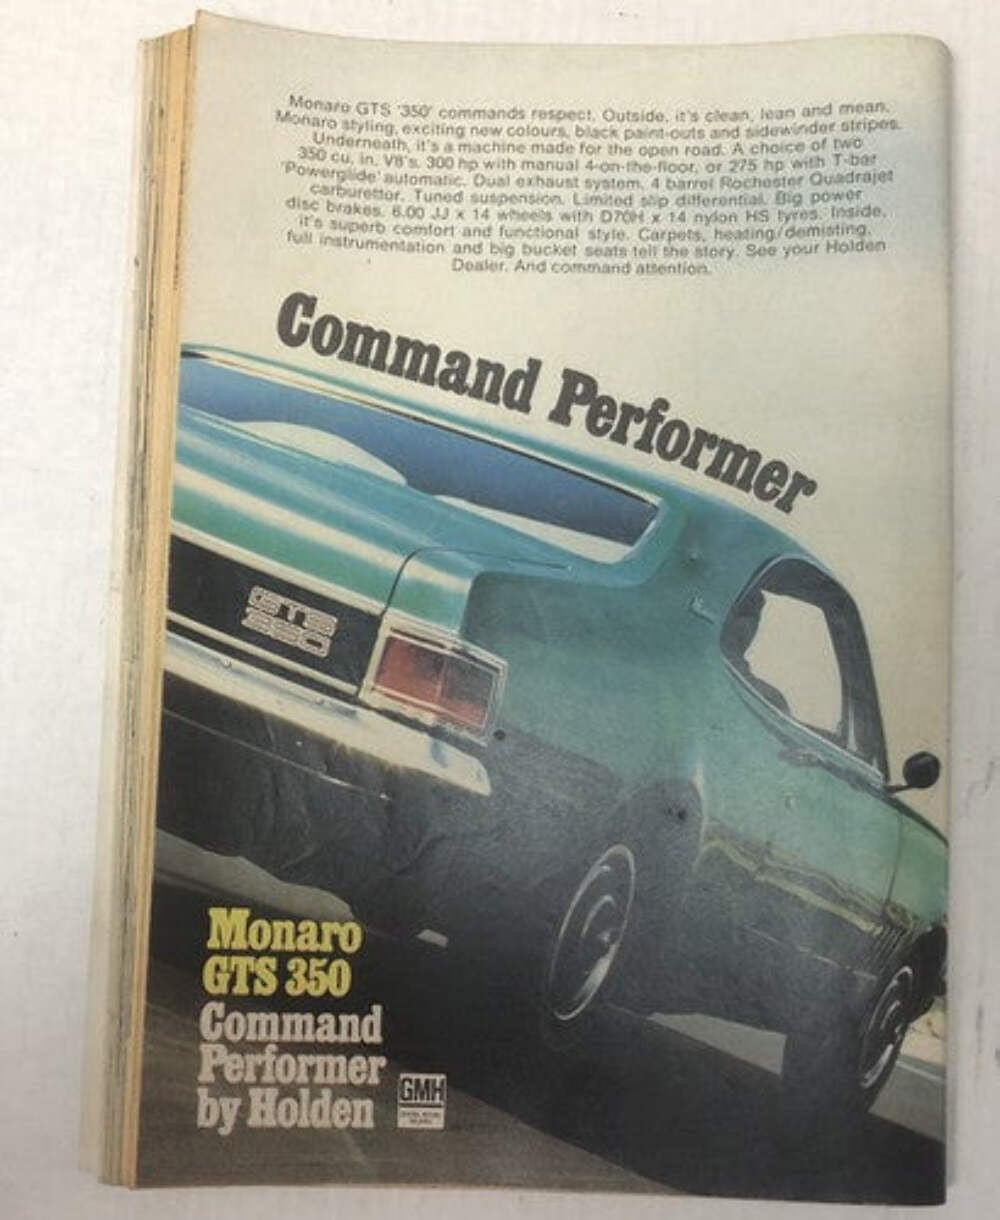 Monaro GTS '350' commands respect. Outside, it's clean, lean and mean.
Monaro styling, exciting new colours, black paint-outs and sidewinder stripes.
Underneath, it's a machine made for the open road. A choice of two
350 cu. in. V8's. 300 hp with manual 4-on-the-floor, or 275 hp with T-bar
'Powerglide' automatic. Dual exhaust system. 4 barrel Rochester Quadrajet
carburettor. Tuned suspension. Limited slip differential. Big power
disc brakes. 6.00 JJ x 14 wheels with D70H x 14 nylon HS tyres. Inside,
it's superb comfort and functional style. Carpets, heating/demisting,
full instrumentation and big bucket seats tell the story. See your Holden
Dealer. And command attention.
Command Performer
GTS
350
Monaro
GTS 350
Command
Performer
by Holden
GMH